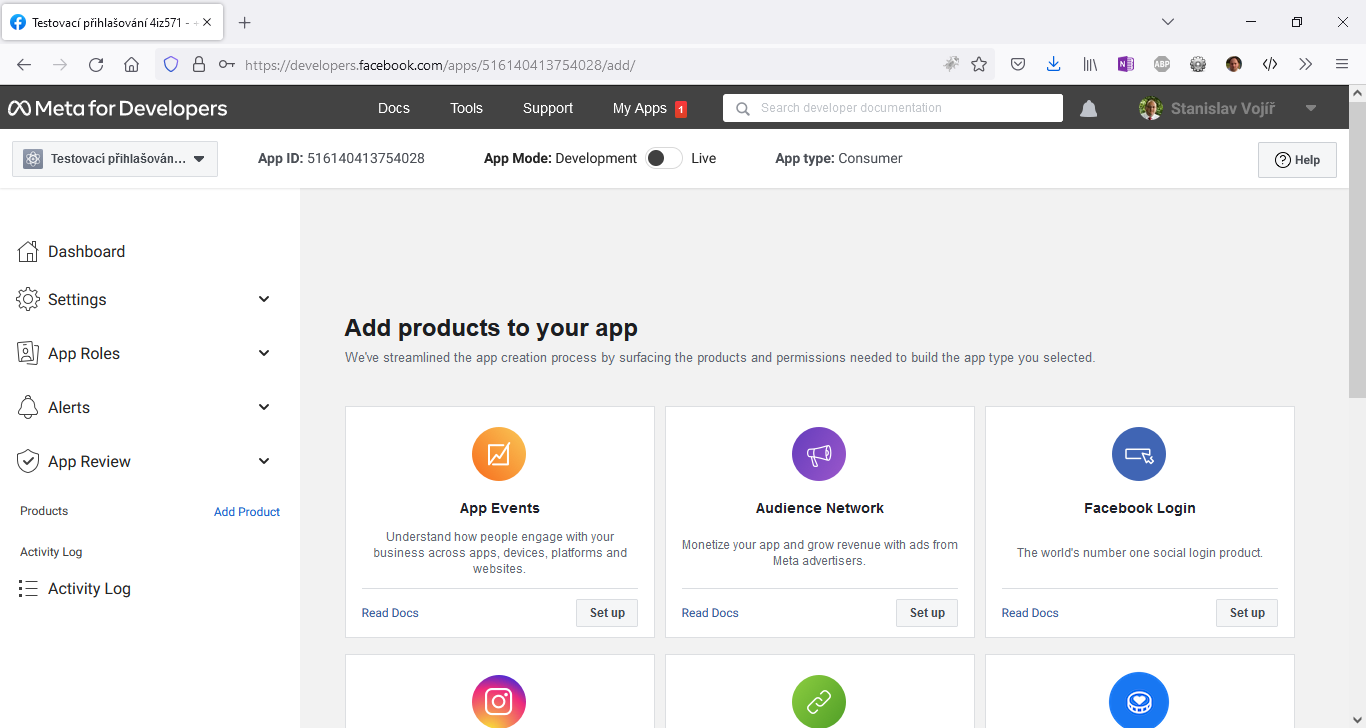 Testovací přihlašování 4iz571 -
https://developers.facebook.com/apps/516140413754028/add/
N
ABP
Meta for Developers
Docs
Tools
Support
My Apps 1
Search developer documentation
Stanislav Vojíř
Testovací přihlašován...
App ID: 516140413754028
App Mode: Development
Live
App type: Consumer
? Help
Dashboard
Settings
App Roles
Alerts
App Review
Products
Add Product
Activity Log
Activity Log
Add products to your app
We've streamlined the app creation process by surfacing the products and permissions needed to build the app type you selected.
App Events
Understand how people engage with your
business across apps, devices, platforms and
websites.
Read Docs
Set up
Audience Network
Monetize your app and grow revenue with ads from
Meta advertisers.
Read Docs
Set up
Facebook Login
The world's number one social login product.
Read Docs
Set up